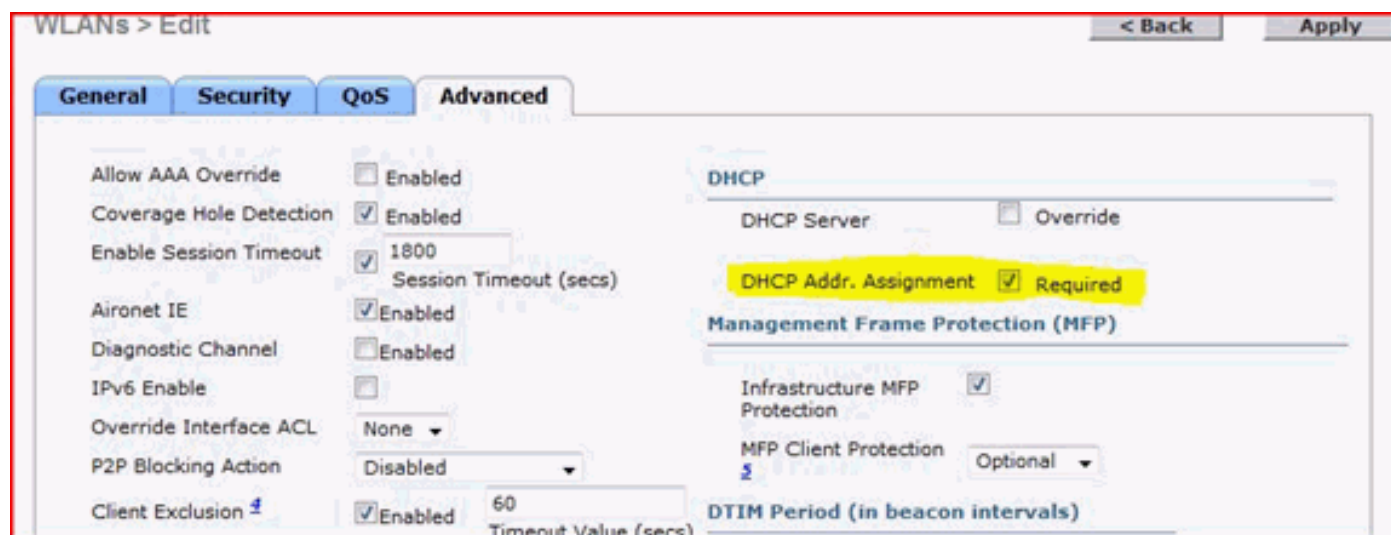 WLANs > Edit
< Back
Apply
General
Security
QoS
Advanced
Allow AAA Override
Enabled
Coverage Hole Detection
Enabled
Enable Session Timeout
1800
Session Timeout (secs)
Aironet IE
Enabled
Diagnostic Channel
Enabled
IPv6 Enable
Override Interface ACL
None
P2P Blocking Action
Disabled
Client Exclusion 4
Enabled
60
Timeout Value (secs)
DHCP
DHCP Server
Override
DHCP Addr. Assignment
Required
Management Frame Protection (MFP)
Infrastructure MFP
Protection
MFP Client Protection
5
Optional
DTIM Period (in beacon intervals)